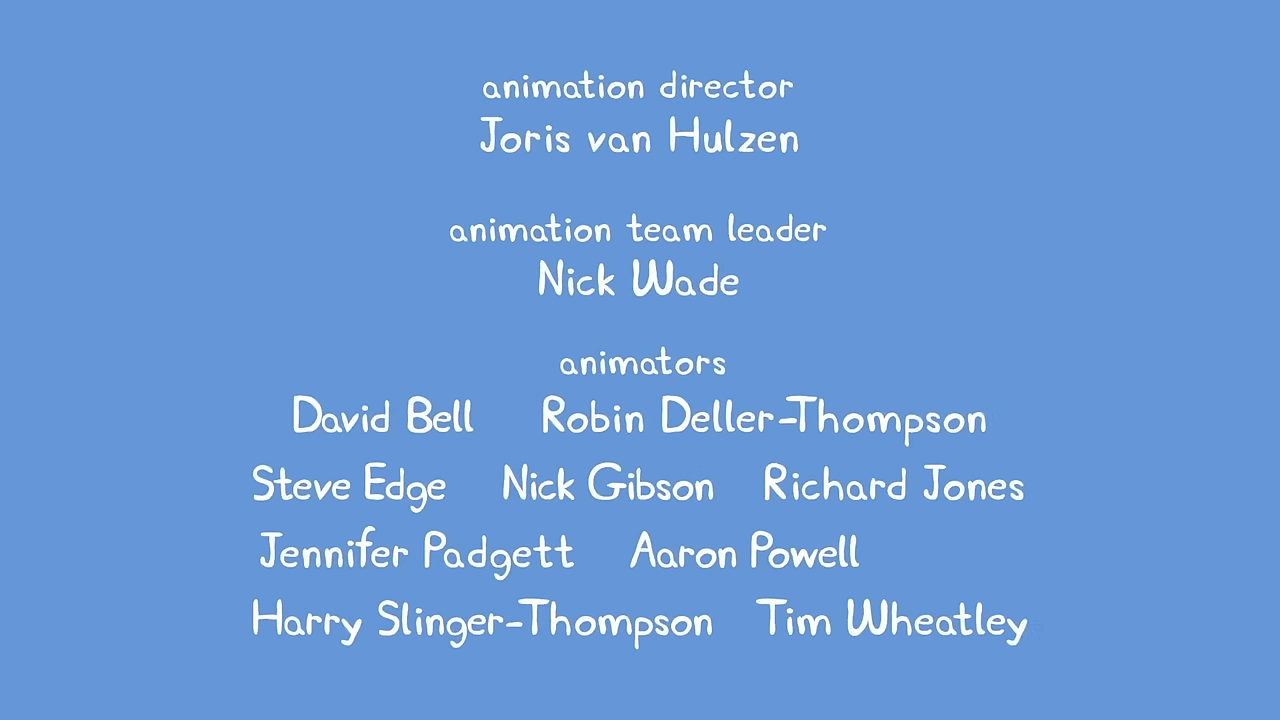 animation director
Joris van Hulzen
animation team leader
Nick Wade
animators
David Bell Robin Deller-Thompson
Steve Edge Nick Gibson Richard Jones
Jennifer Padgett Aaron Powell
Harry Slinger-Thompson Tim Wheatley